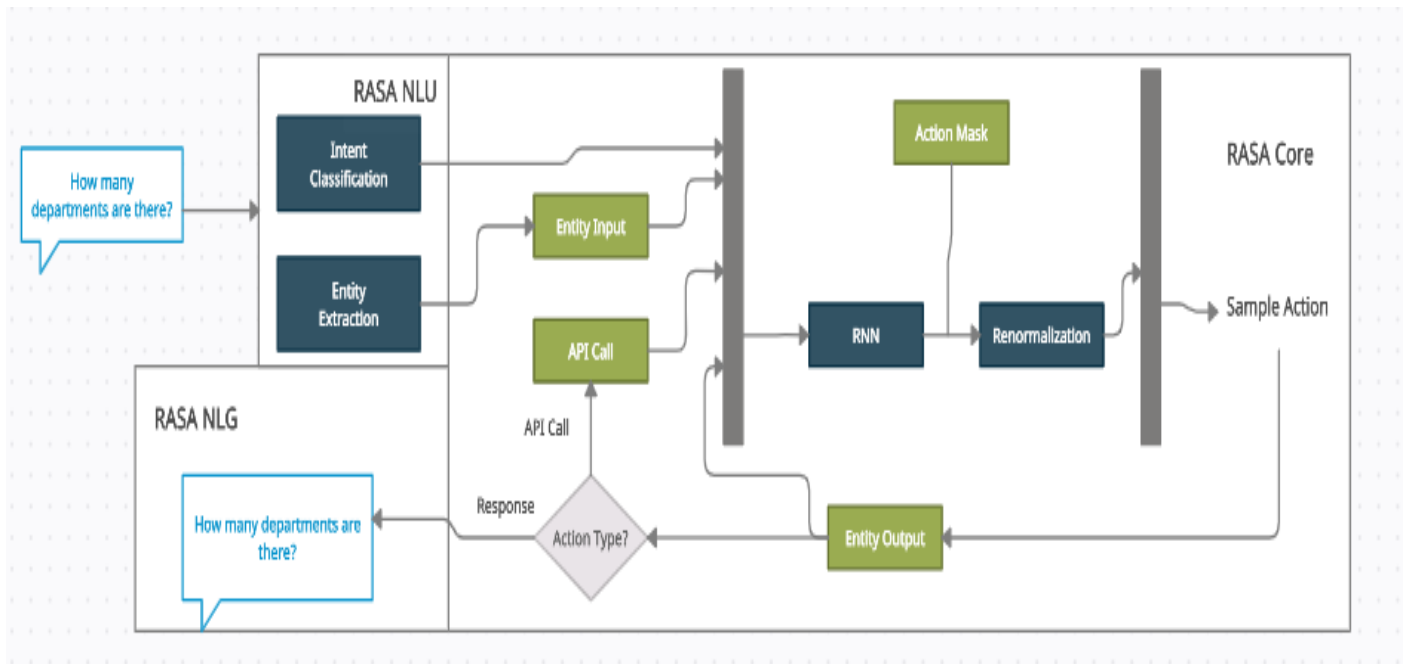 RASA NLU
Intent
Classification
How many
departments are there?
Entity
Extraction
Entity Input
API Call
API Call
Action Mask
RASA Core
RNN
Renormalization
Sample Action
RASA NLG
How many departments are
there?
Response
Action Type?
Entity Output